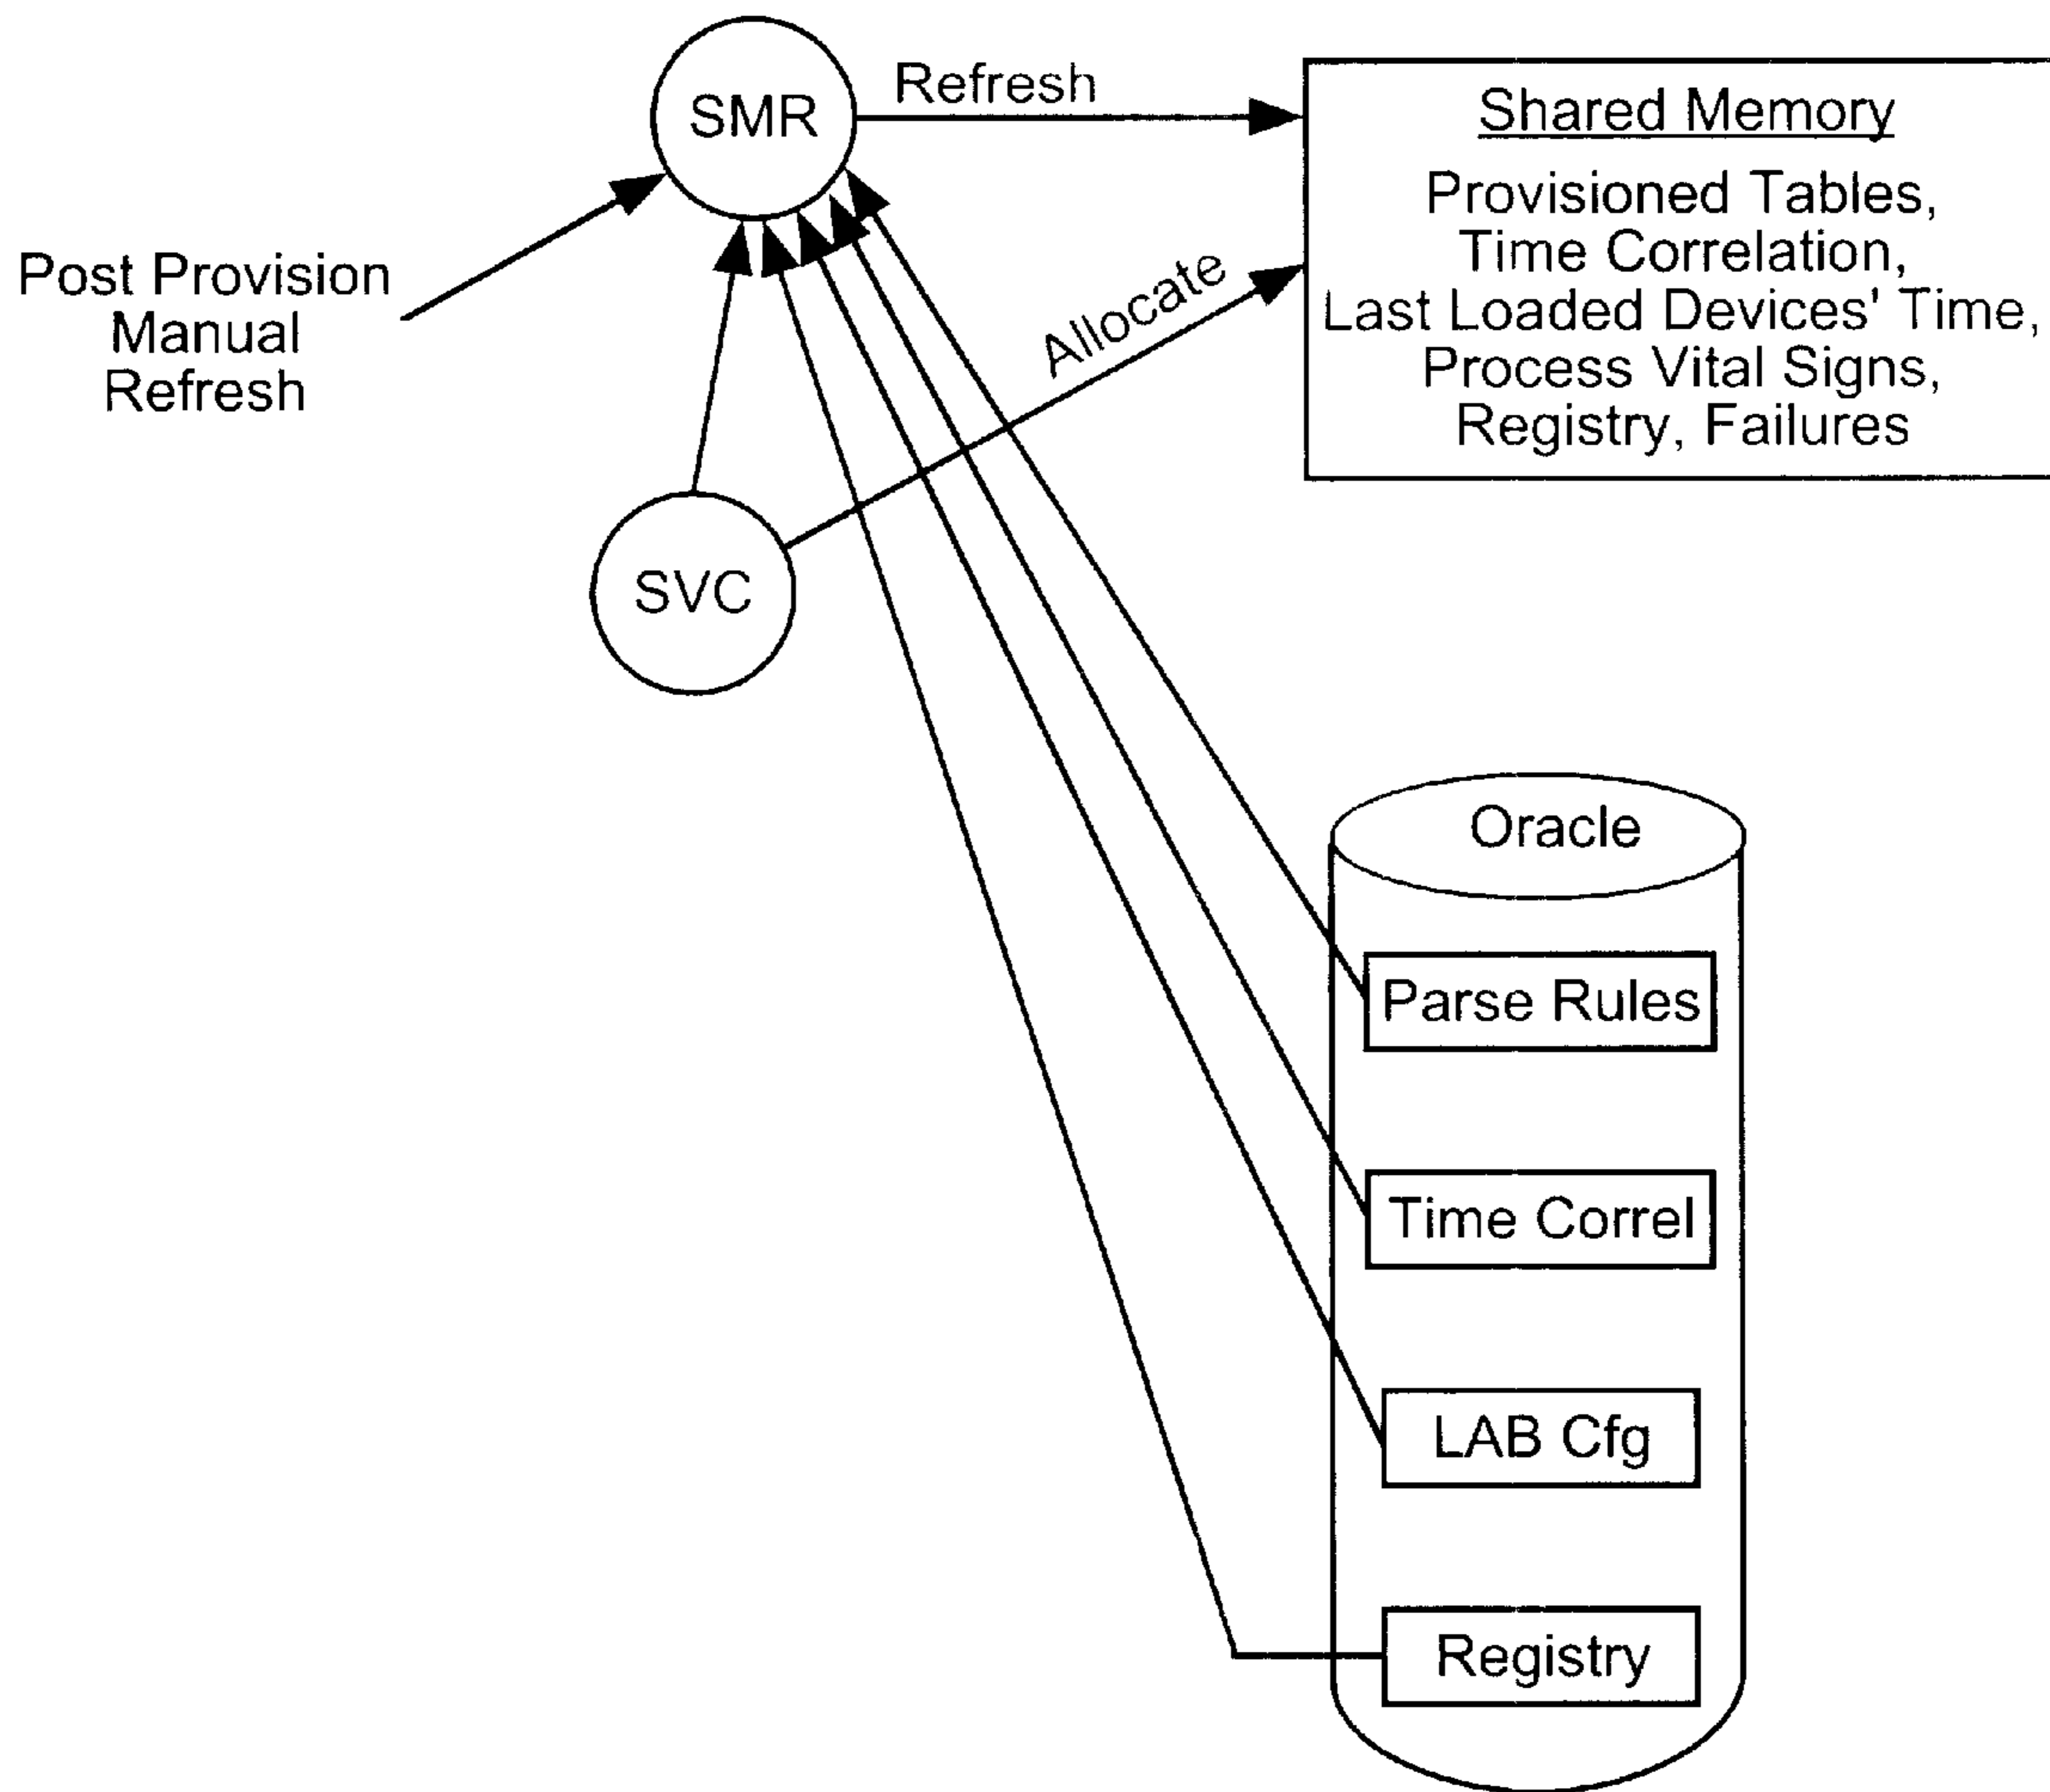 SMR
Refresh
Shared Memory
Provisioned Tables,
Time Correlation,
Last Loaded Devices' Time,
Process Vital Signs,
Registry, Failures
Post Provision
Manual
Refresh
Allocate
SVC
Oracle
Parse Rules
Time Correl
LAB Cfg
Registry